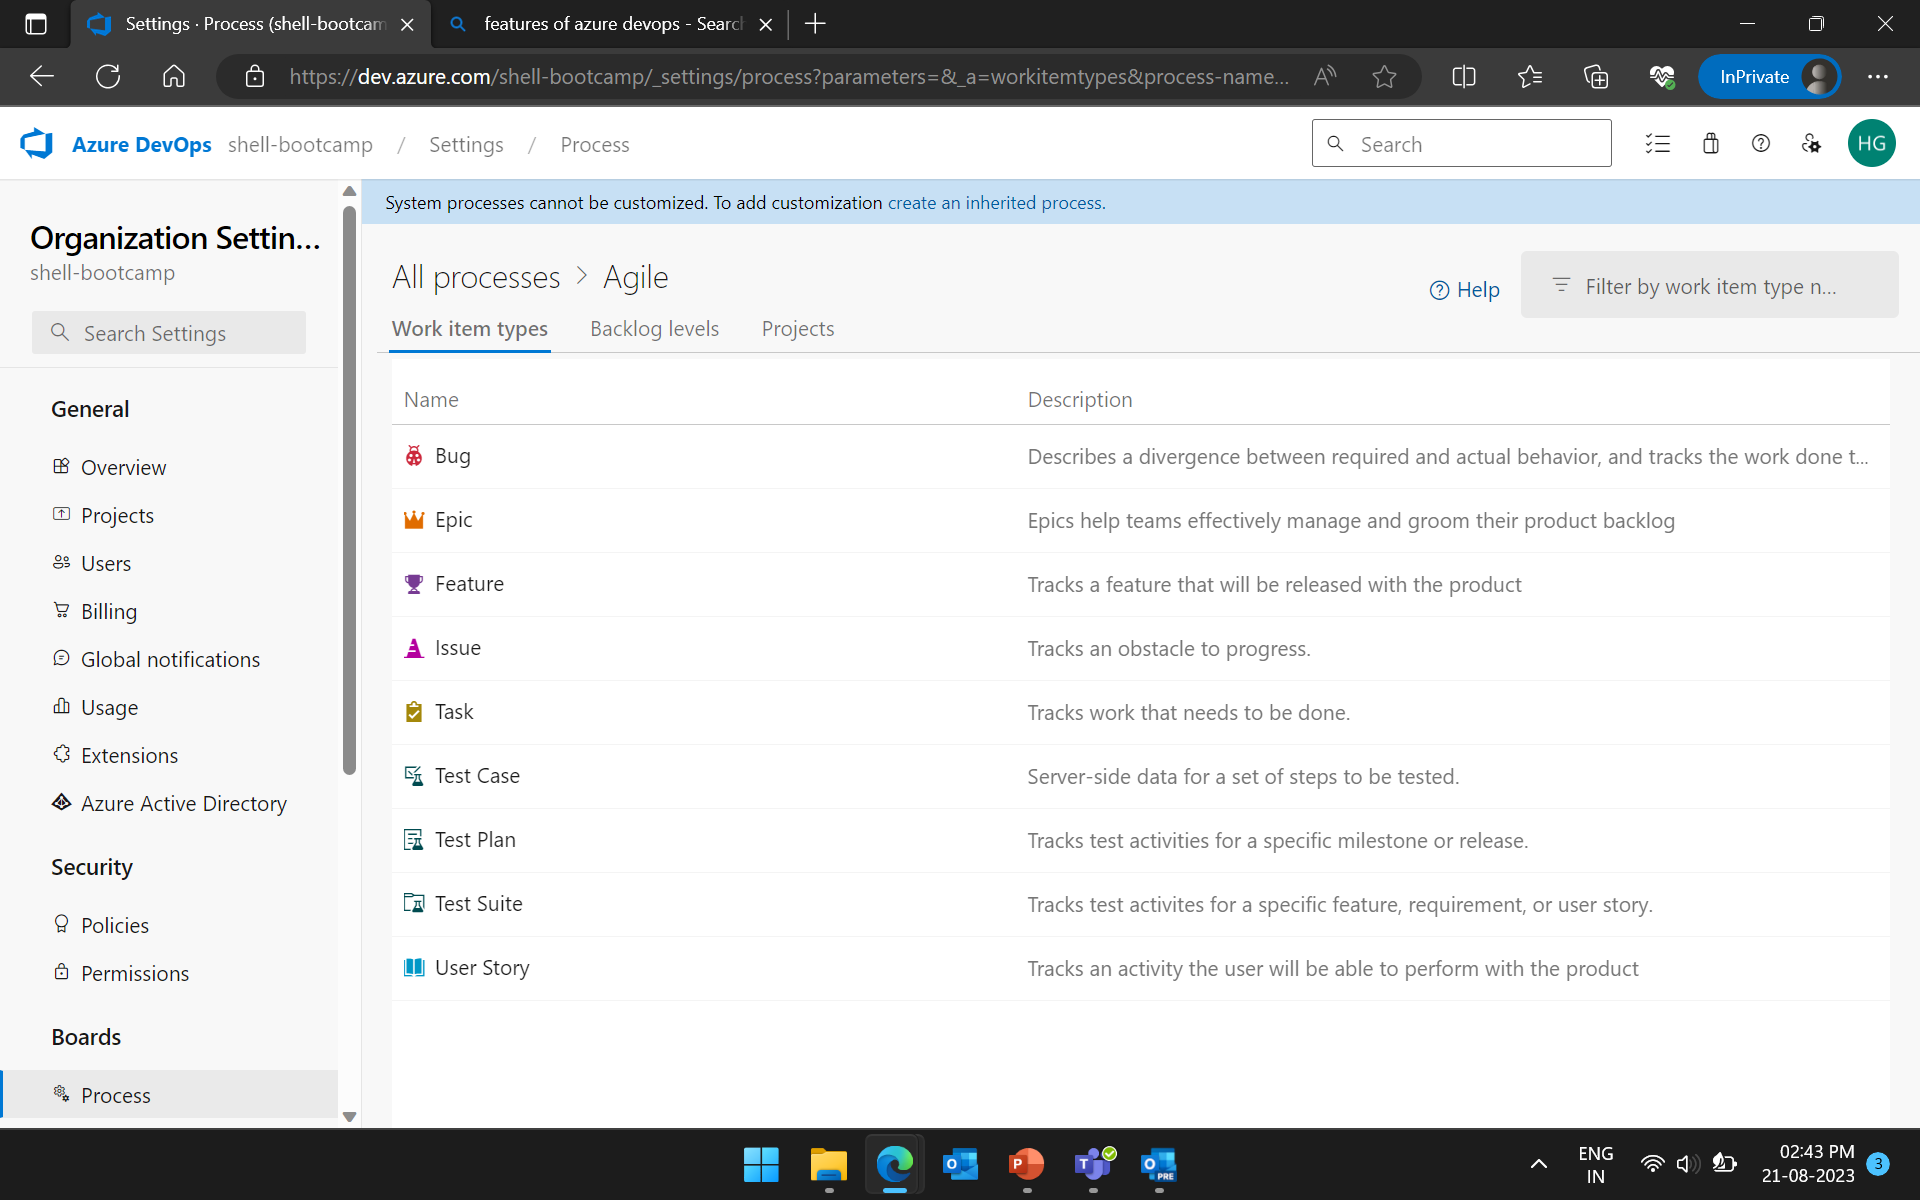 Settings · Process (shell-bootcam
features of azure devops - Search
https://dev.azure.com/shell-bootcamp/_settings/process?parameters=&_a=workitemtypes&process-name...
InPrivate
Azure DevOps shell-bootcamp / Settings / Process
Search
HG
System processes cannot be customized. To add customization create an inherited process.
Organization Settin...
shell-bootcamp
Search Settings
General
Overview
Projects
Users
Billing
Global notifications
Usage
Extensions
Azure Active Directory
Security
Policies
Permissions
Boards
Process
All processes > Agile
Help
Filter by work item type n...
Work item types Backlog levels Projects
Name Description
Bug Describes a divergence between required and actual behavior, and tracks the work done t...
Epic Epics help teams effectively manage and groom their product backlog
Feature Tracks a feature that will be released with the product
Issue Tracks an obstacle to progress.
Task Tracks work that needs to be done.
Test Case Server-side data for a set of steps to be tested.
Test Plan Tracks test activities for a specific milestone or release.
Test Suite Tracks test activites for a specific feature, requirement, or user story.
User Story Tracks an activity the user will be able to perform with the product
PRE
ENG
IN
02:43 PM
21-08-2023
3